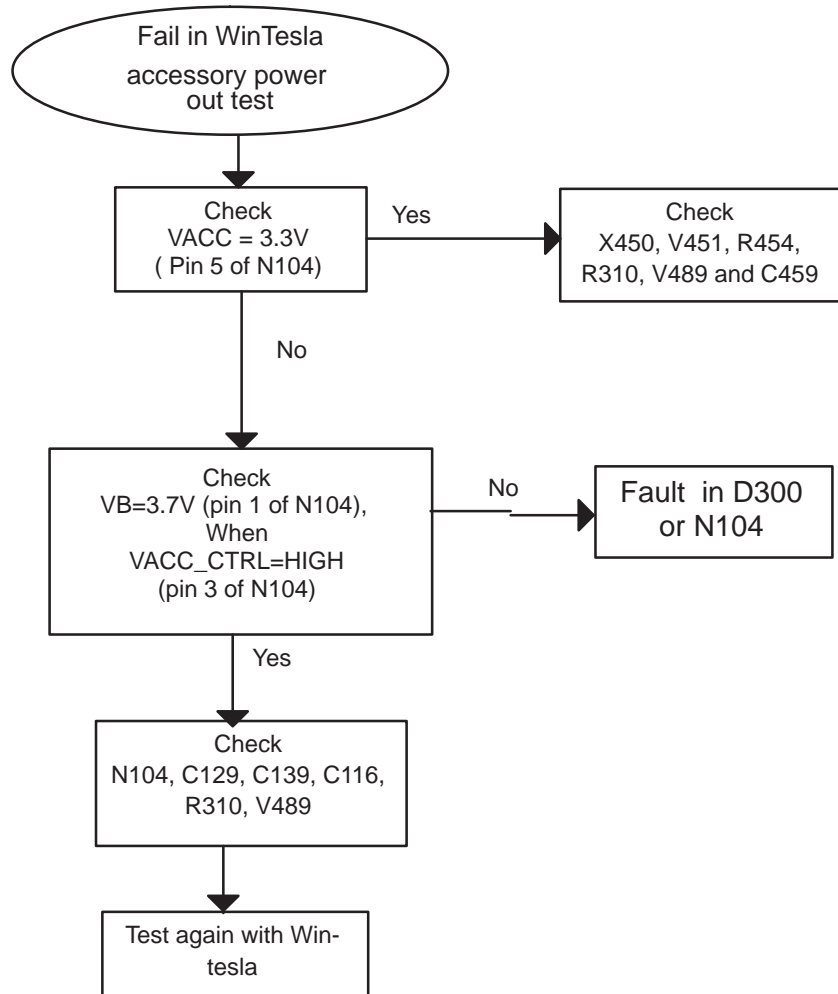 Fail in WinTesla
accessory power
out test
Check
VACC = 3.3V
( Pin 5 of N104)
Yes
Check
X450, V451, R454,
R310, V489 and C459
No
Check
VB=3.7V (pin 1 of N104),
When
VACC_CTRL=HIGH
(pin 3 of N104)
No
Fault in D300
or N104
Yes
Check
N104, C129, C139, C116,
R310, V489
Test again with Win-
tesla